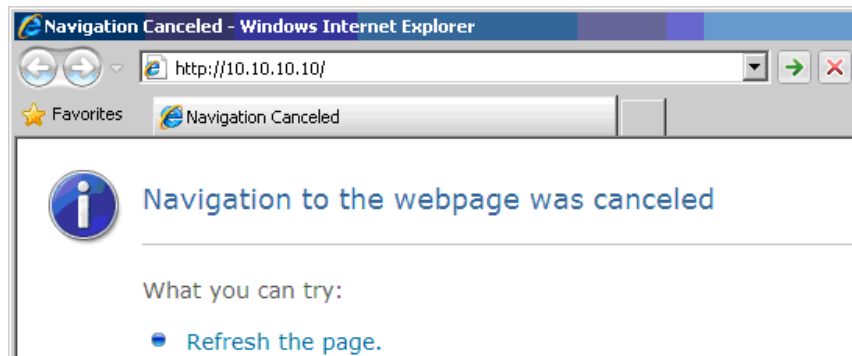 Navigation Canceled - Windows Internet Explorer
http://10.10.10.10/
Favorites
Navigation Canceled
Navigation to the webpage was canceled
What you can try:
Refresh the page.